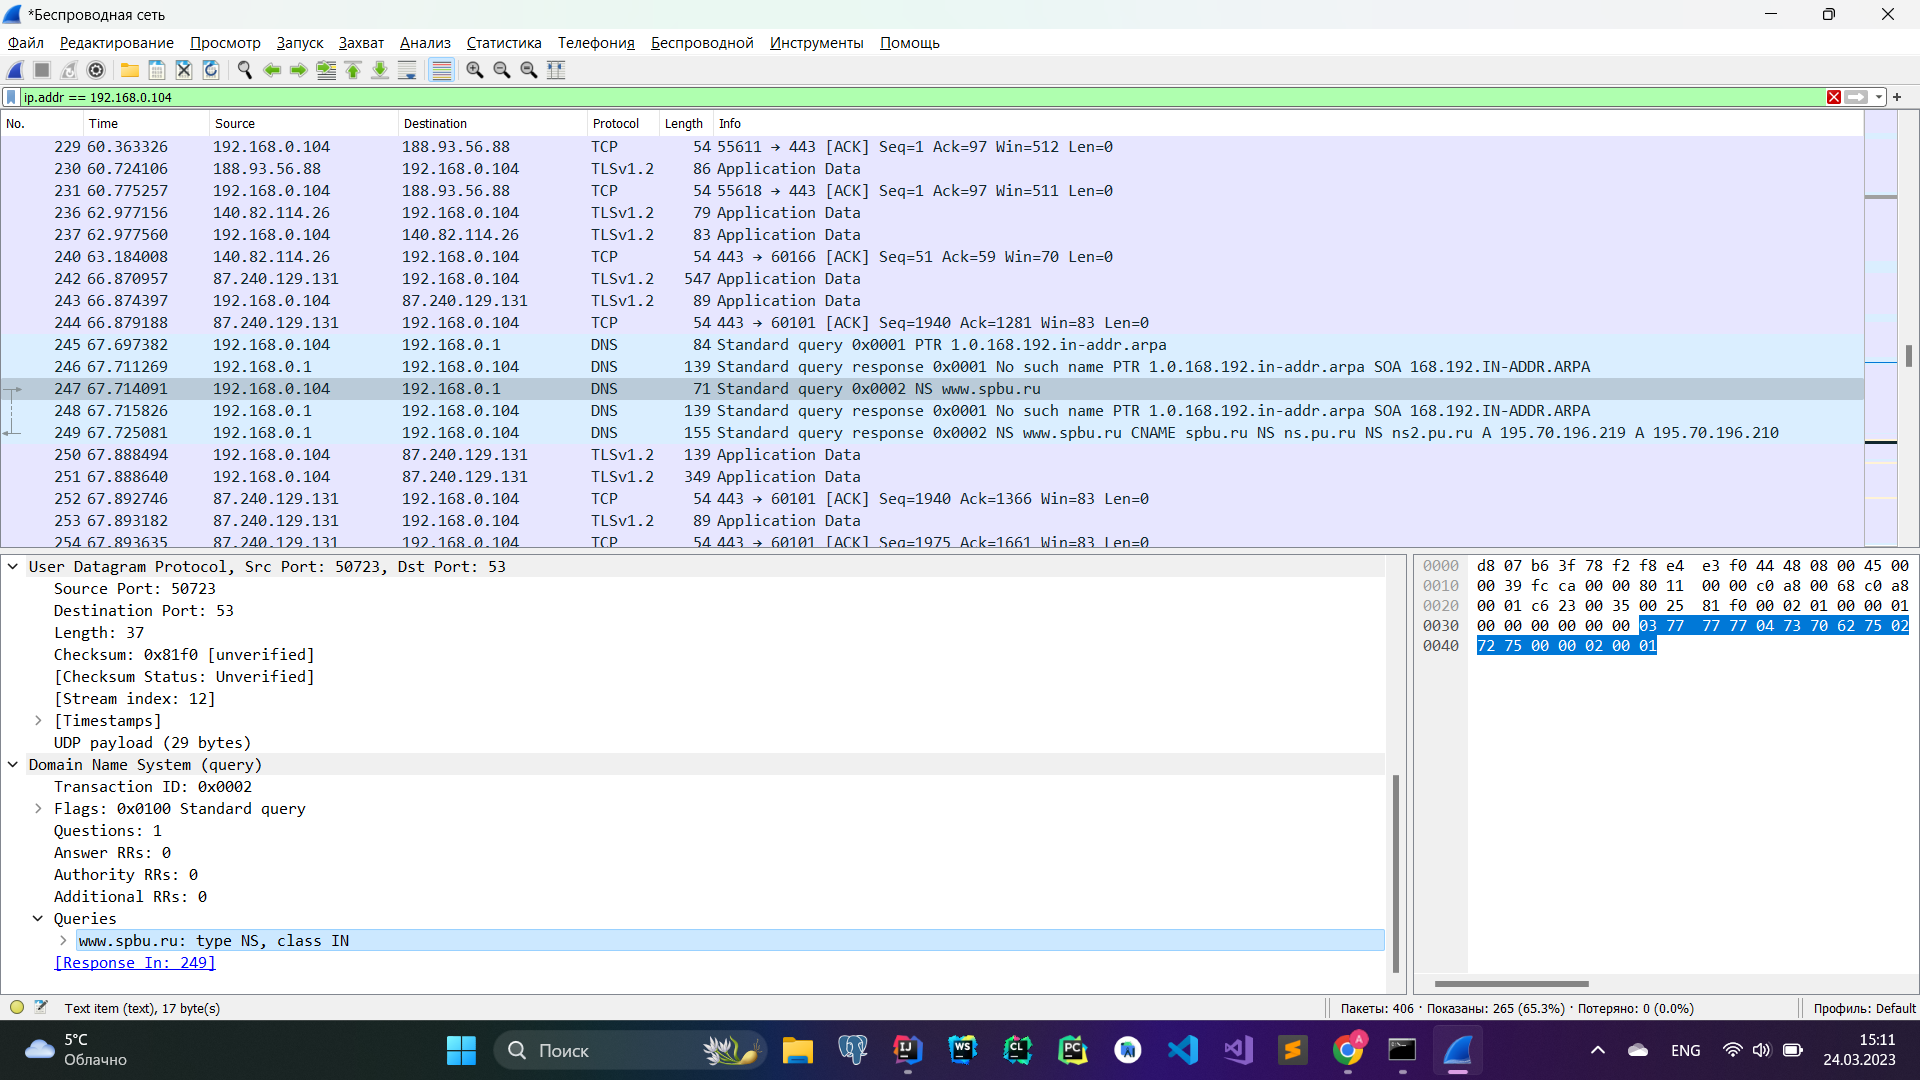 *Беспроводная сеть
Файл Редактирование Просмотр Запуск Захват Анализ Статистика Телефония Беспроводной Инструменты Помощь
ip.addr == 192.168.0.104
No. Time Source Destination Protocol Length Info
229 60.363326 192.168.0.104 188.93.56.88 TCP 54 55611 → 443 [ACK] Seq=1 Ack=97 Win=512 Len=0
230 60.724106 188.93.56.88 192.168.0.104 TLSv1.2 86 Application Data
231 60.775257 192.168.0.104 188.93.56.88 TCP 54 55618 → 443 [ACK] Seq=1 Ack=97 Win=511 Len=0
236 62.977156 140.82.114.26 192.168.0.104 TLSv1.2 79 Application Data
237 62.977560 192.168.0.104 140.82.114.26 TLSv1.2 83 Application Data
240 63.184008 140.82.114.26 192.168.0.104 TCP 54 443 → 60166 [ACK] Seq=51 Ack=59 Win=70 Len=0
242 66.870957 87.240.129.131 192.168.0.104 TLSv1.2 547 Application Data
243 66.874397 192.168.0.104 87.240.129.131 TLSv1.2 89 Application Data
244 66.879188 87.240.129.131 192.168.0.104 TCP 54 443 → 60101 [ACK] Seq=1940 Ack=1281 Win=83 Len=0
245 67.697382 192.168.0.104 192.168.0.1 DNS 84 Standard query 0x0001 PTR 1.0.168.192.in-addr.arpa
246 67.711269 192.168.0.1 192.168.0.104 DNS 139 Standard query response 0x0001 No such name PTR 1.0.168.192.in-addr.arpa SOA 168.192.IN-ADDR.ARPA
247 67.714091 192.168.0.104 192.168.0.1 DNS 71 Standard query 0x0002 NS www.spbu.ru
248 67.715826 192.168.0.1 192.168.0.104 DNS 139 Standard query response 0x0001 No such name PTR 1.0.168.192.in-addr.arpa SOA 168.192.IN-ADDR.ARPA
249 67.725081 192.168.0.1 192.168.0.104 DNS 155 Standard query response 0x0002 NS www.spbu.ru CNAME spbu.ru NS ns.pu.ru NS ns2.pu.ru A 195.70.196.219 A 195.70.196.210
250 67.888494 192.168.0.104 87.240.129.131 TLSv1.2 139 Application Data
251 67.888640 192.168.0.104 87.240.129.131 TLSv1.2 349 Application Data
252 67.892746 87.240.129.131 192.168.0.104 TCP 54 443 → 60101 [ACK] Seq=1940 Ack=1366 Win=83 Len=0
253 67.893182 87.240.129.131 192.168.0.104 TLSv1.2 89 Application Data
254 67.893635 87.240.129.131 192.168.0.104 TCP 54 443 → 60101 [ACK] Seq=1975 Ack=1661 Win=83 Len=0
User Datagram Protocol, Src Port: 50723, Dst Port: 53
Source Port: 50723
Destination Port: 53
Length: 37
Checksum: 0x81f0 [unverified]
[Checksum Status: Unverified]
[Stream index: 12]
[Timestamps]
UDP payload (29 bytes)
Domain Name System (query)
Transaction ID: 0x0002
Flags: 0x0100 Standard query
Questions: 1
Answer RRs: 0
Authority RRs: 0
Additional RRs: 0
Queries
www.spbu.ru: type NS, class IN
[Response In: 249]
0000 d8 07 b6 3f 78 f2 f8 e4 e3 f0 44 48 08 00 45 00
0010 00 39 fc ca 00 00 80 11 00 00 c0 a8 00 68 c0 a8
0020 00 01 c6 23 00 35 00 25 81 f0 00 02 01 00 00 01
0030 00 00 00 00 00 00 03 77 77 77 04 73 70 62 75 02
0040 72 75 00 00 02 00 01
Text item (text), 17 byte(s)
Пакеты: 406 · Показаны: 265 (65.3%) · Потеряно: 0 (0.0%)
Профиль: Default
5°C
Облачно
Поиск
IJ
WS
CL
PC
A
ENG
15:11
24.03.2023